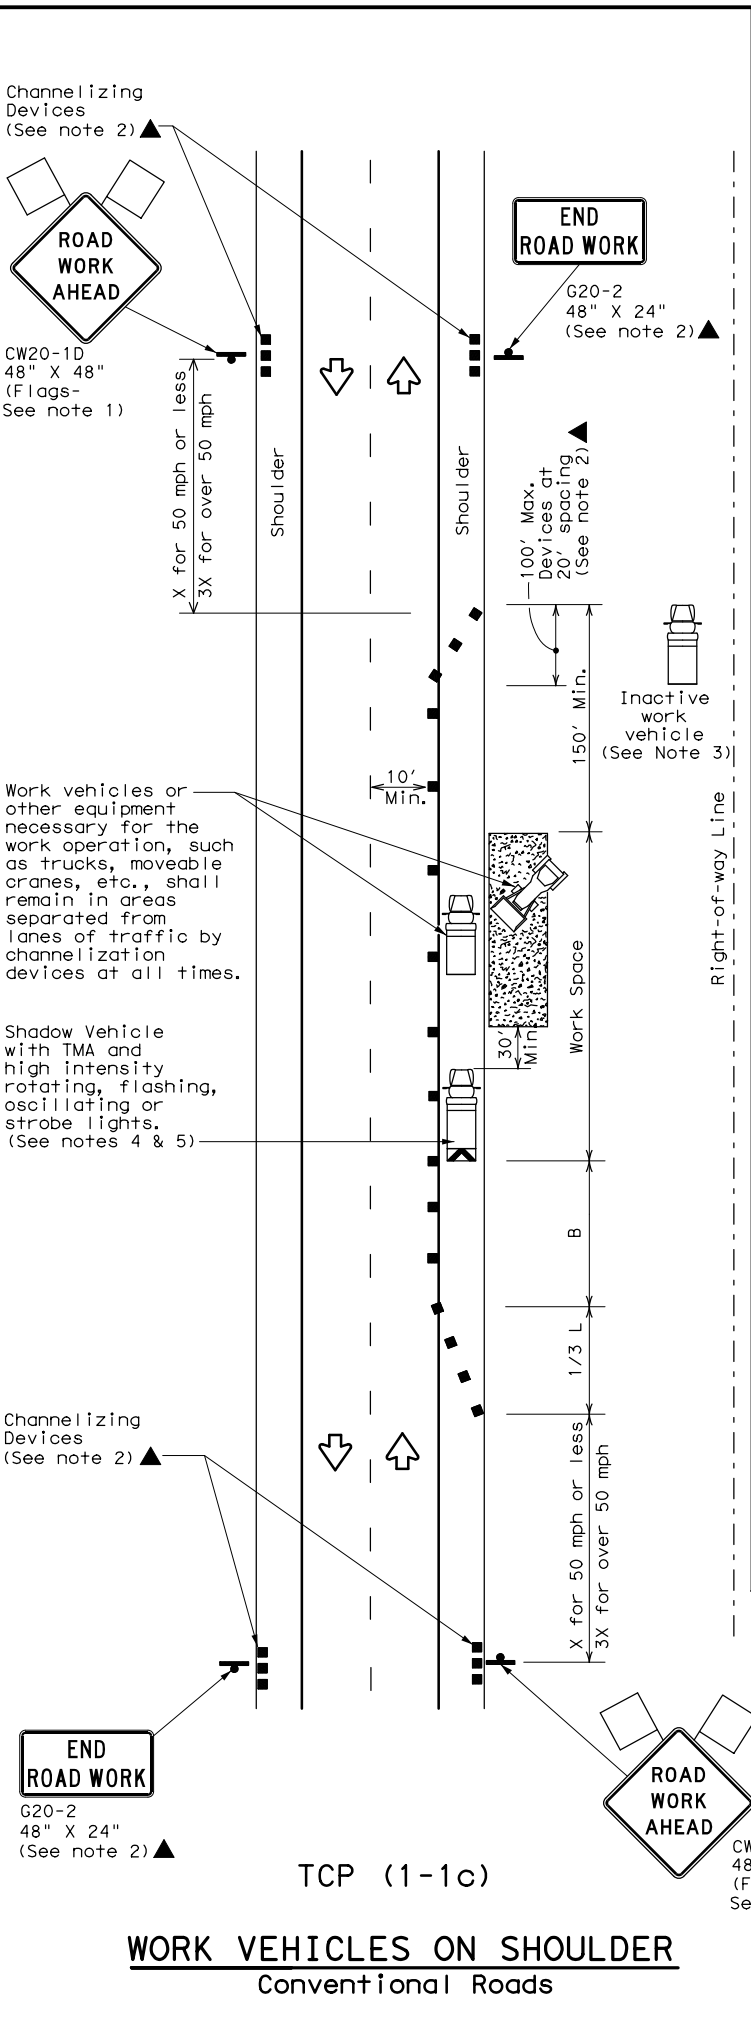 Channelizing
Devices
(See note 2)
ROAD
WORK
AHEAD
CW20-1D
48" X 48"
(Flags-
See note 1)
END
ROAD WORK
G20-2
48" X 24"
(See note 2)
X for 50 mph or less
3X for over 50 mph
Shoulder
Shoulder
100' Max.
Devices at
20' spacing
(See note 2)
150' Min.
Inactive
work
vehicle
(See Note 3)
10'
Min.
Right-of-way Line
Work vehicles or
other equipment
necessary for the
work operation, such
as trucks, moveable
cranes, etc., shall
remain in areas
separated from
lanes of traffic by
channelization
devices at all times.
Work Space
30'
Min.
Shadow Vehicle
with TMA and
high intensity
rotating, flashing,
oscillating or
strobe lights.
(See notes 4 & 5)
B
1/3 L
Channelizing
Devices
(See note 2)
X for 50 mph or less
3X for over 50 mph
END
ROAD WORK
G20-2
48" X 24"
(See note 2)
ROAD
WORK
AHEAD
CW
48
(F
Se
TCP (1-1c)
WORK VEHICLES ON SHOULDER
Conventional Roads